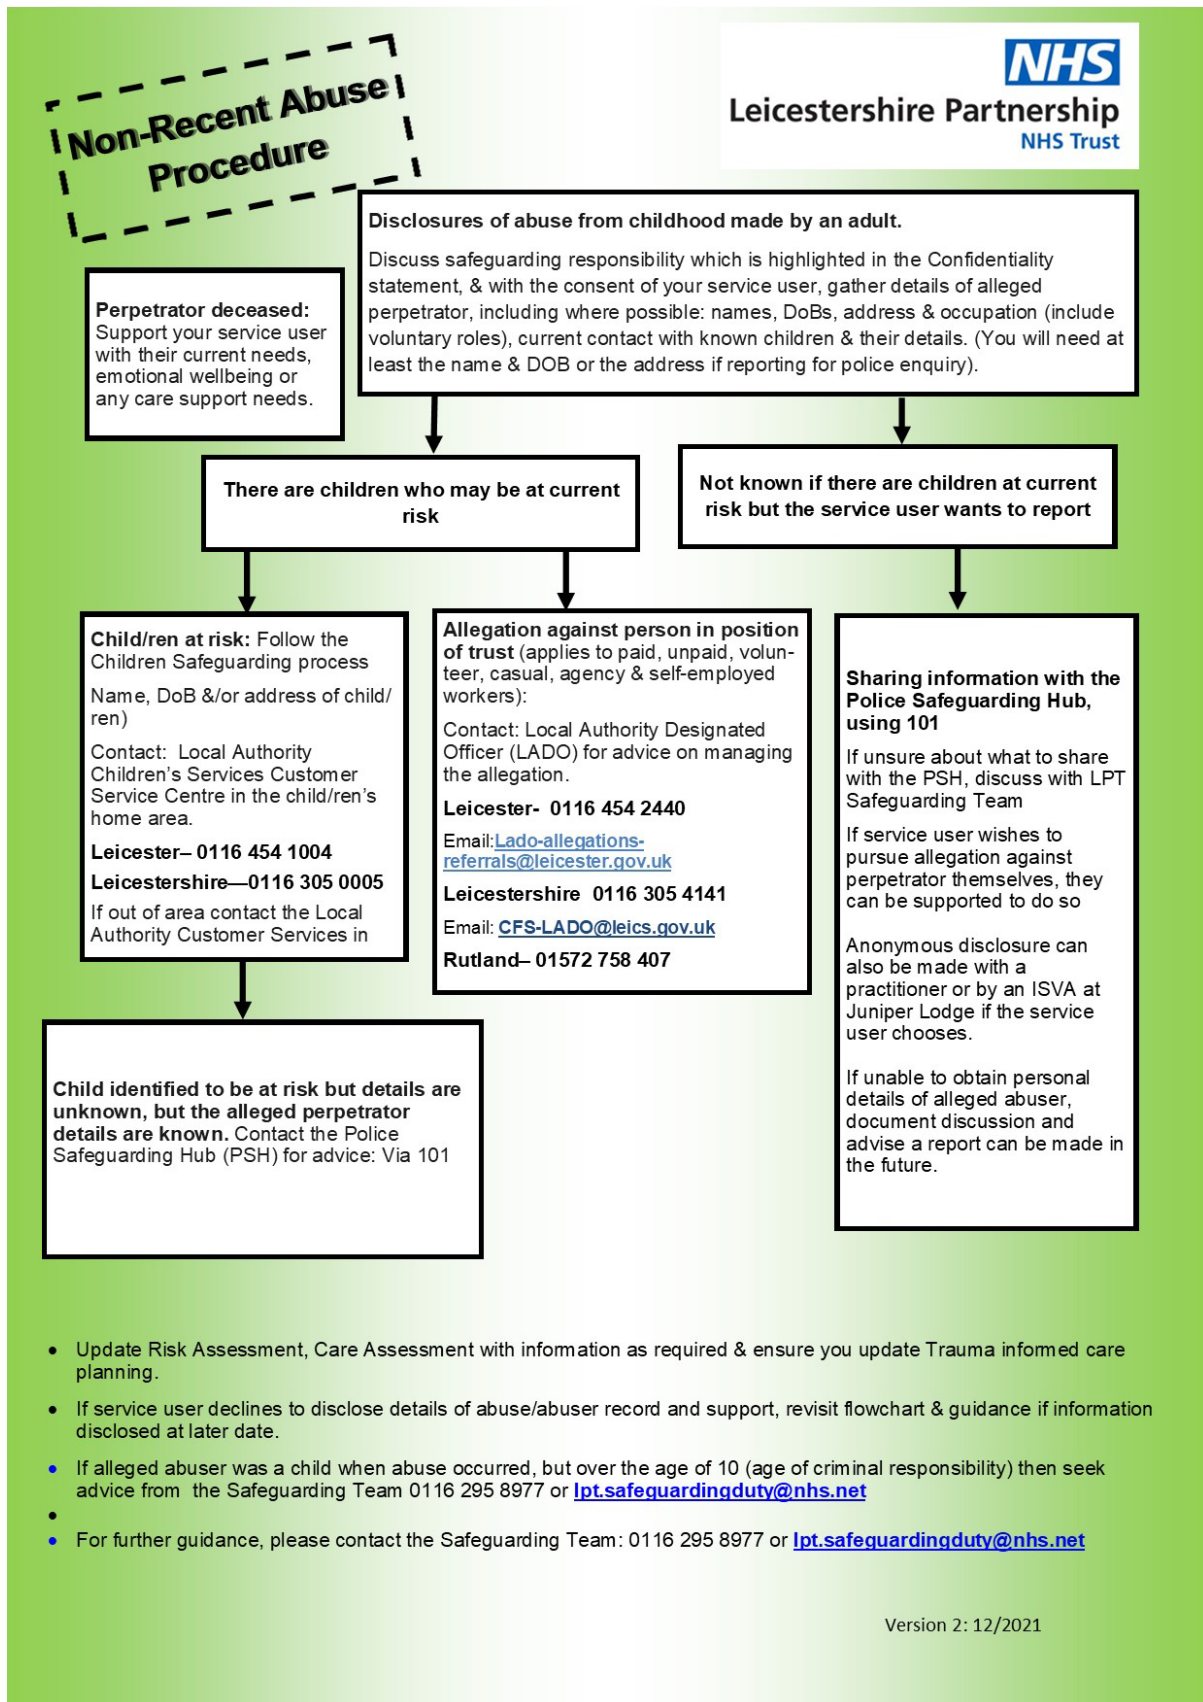 Non-Recent Abuse
Procedure
NHS
Leicestershire Partnership
NHS Trust
Disclosures of abuse from childhood made by an adult.
Discuss safeguarding responsibility which is highlighted in the Confidentiality
statement, & with the consent of your service user, gather details of alleged
perpetrator, including where possible: names, DoBs, address & occupation (include
voluntary roles), current contact with known children & their details. (You will need at
least the name & DOB or the address if reporting for police enquiry).
Perpetrator deceased:
Support your service user
with their current needs,
emotional wellbeing or
any care support needs.
There are children who may be at current
risk
Not known if there are children at current
risk but the service user wants to report
Child/ren at risk: Follow the
Children Safeguarding process
Name, DoB &/or address of child/
ren)
Contact:  Local Authority
Children's Services Customer
Service Centre in the child/ren's
home area.
Leicester– 0116 454 1004
Leicestershire—0116 305 0005
If out of area contact the Local
Authority Customer Services in
Allegation against person in position
of trust (applies to paid, unpaid, volun-
teer, casual, agency & self-employed
workers):
Contact: Local Authority Designated
Officer (LADO) for advice on managing
the allegation.
Leicester-  0116 454 2440
Email:Lado-allegations-
referrals@leicester.gov.uk
Leicestershire  0116 305 4141
Email: CFS-LADO@leics.gov.uk
Rutland– 01572 758 407
Sharing information with the
Police Safeguarding Hub,
using 101
If unsure about what to share
with the PSH, discuss with LPT
Safeguarding Team
If service user wishes to
pursue allegation against
perpetrator themselves, they
can be supported to do so
Anonymous disclosure can
also be made with a
practitioner or by an ISVA at
Juniper Lodge if the service
user chooses.
If unable to obtain personal
details of alleged abuser,
document discussion and
advise a report can be made in
the future.
Child identified to be at risk but details are
unknown, but the alleged perpetrator
details are known. Contact the Police
Safeguarding Hub (PSH) for advice: Via 101
• Update Risk Assessment, Care Assessment with information as required & ensure you update Trauma informed care
planning.
• If service user declines to disclose details of abuse/abuser record and support, revisit flowchart & guidance if information
disclosed at later date.
• If alleged abuser was a child when abuse occurred, but over the age of 10 (age of criminal responsibility) then seek
advice from  the Safeguarding Team 0116 295 8977 or lpt.safeguardingduty@nhs.net
•
• For further guidance, please contact the Safeguarding Team: 0116 295 8977 or lpt.safeguardingduty@nhs.net
Version 2: 12/2021